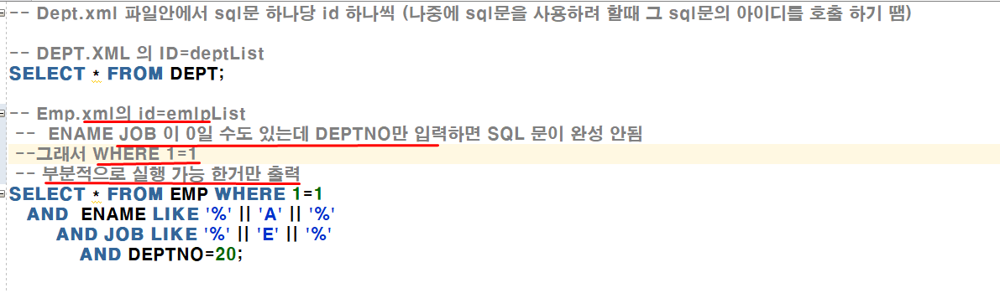 -- Dept.xml 파일안에서 sql문 하나당 id 하나씩 (나중에 sql문을 사용하려 할때 그 sql문의 아이디를 호출 하기 땜)
-- DEPT.XML 의 ID=deptList
SELECT * FROM DEPT;
-- Emp.xml의 id=emlpList
-- ENAME JOB 이 0일 수도 있는데 DEPTNO만 입력하면 SQL 문이 완성 안됨
--그래서 WHERE 1=1
-- 부분적으로 실행 가능 한거만 출력
SELECT * FROM EMP WHERE 1=1
AND ENAME LIKE '%' || 'A' || '%'
AND JOB LIKE '%' || 'E' || '%'
AND DEPTNO=20;